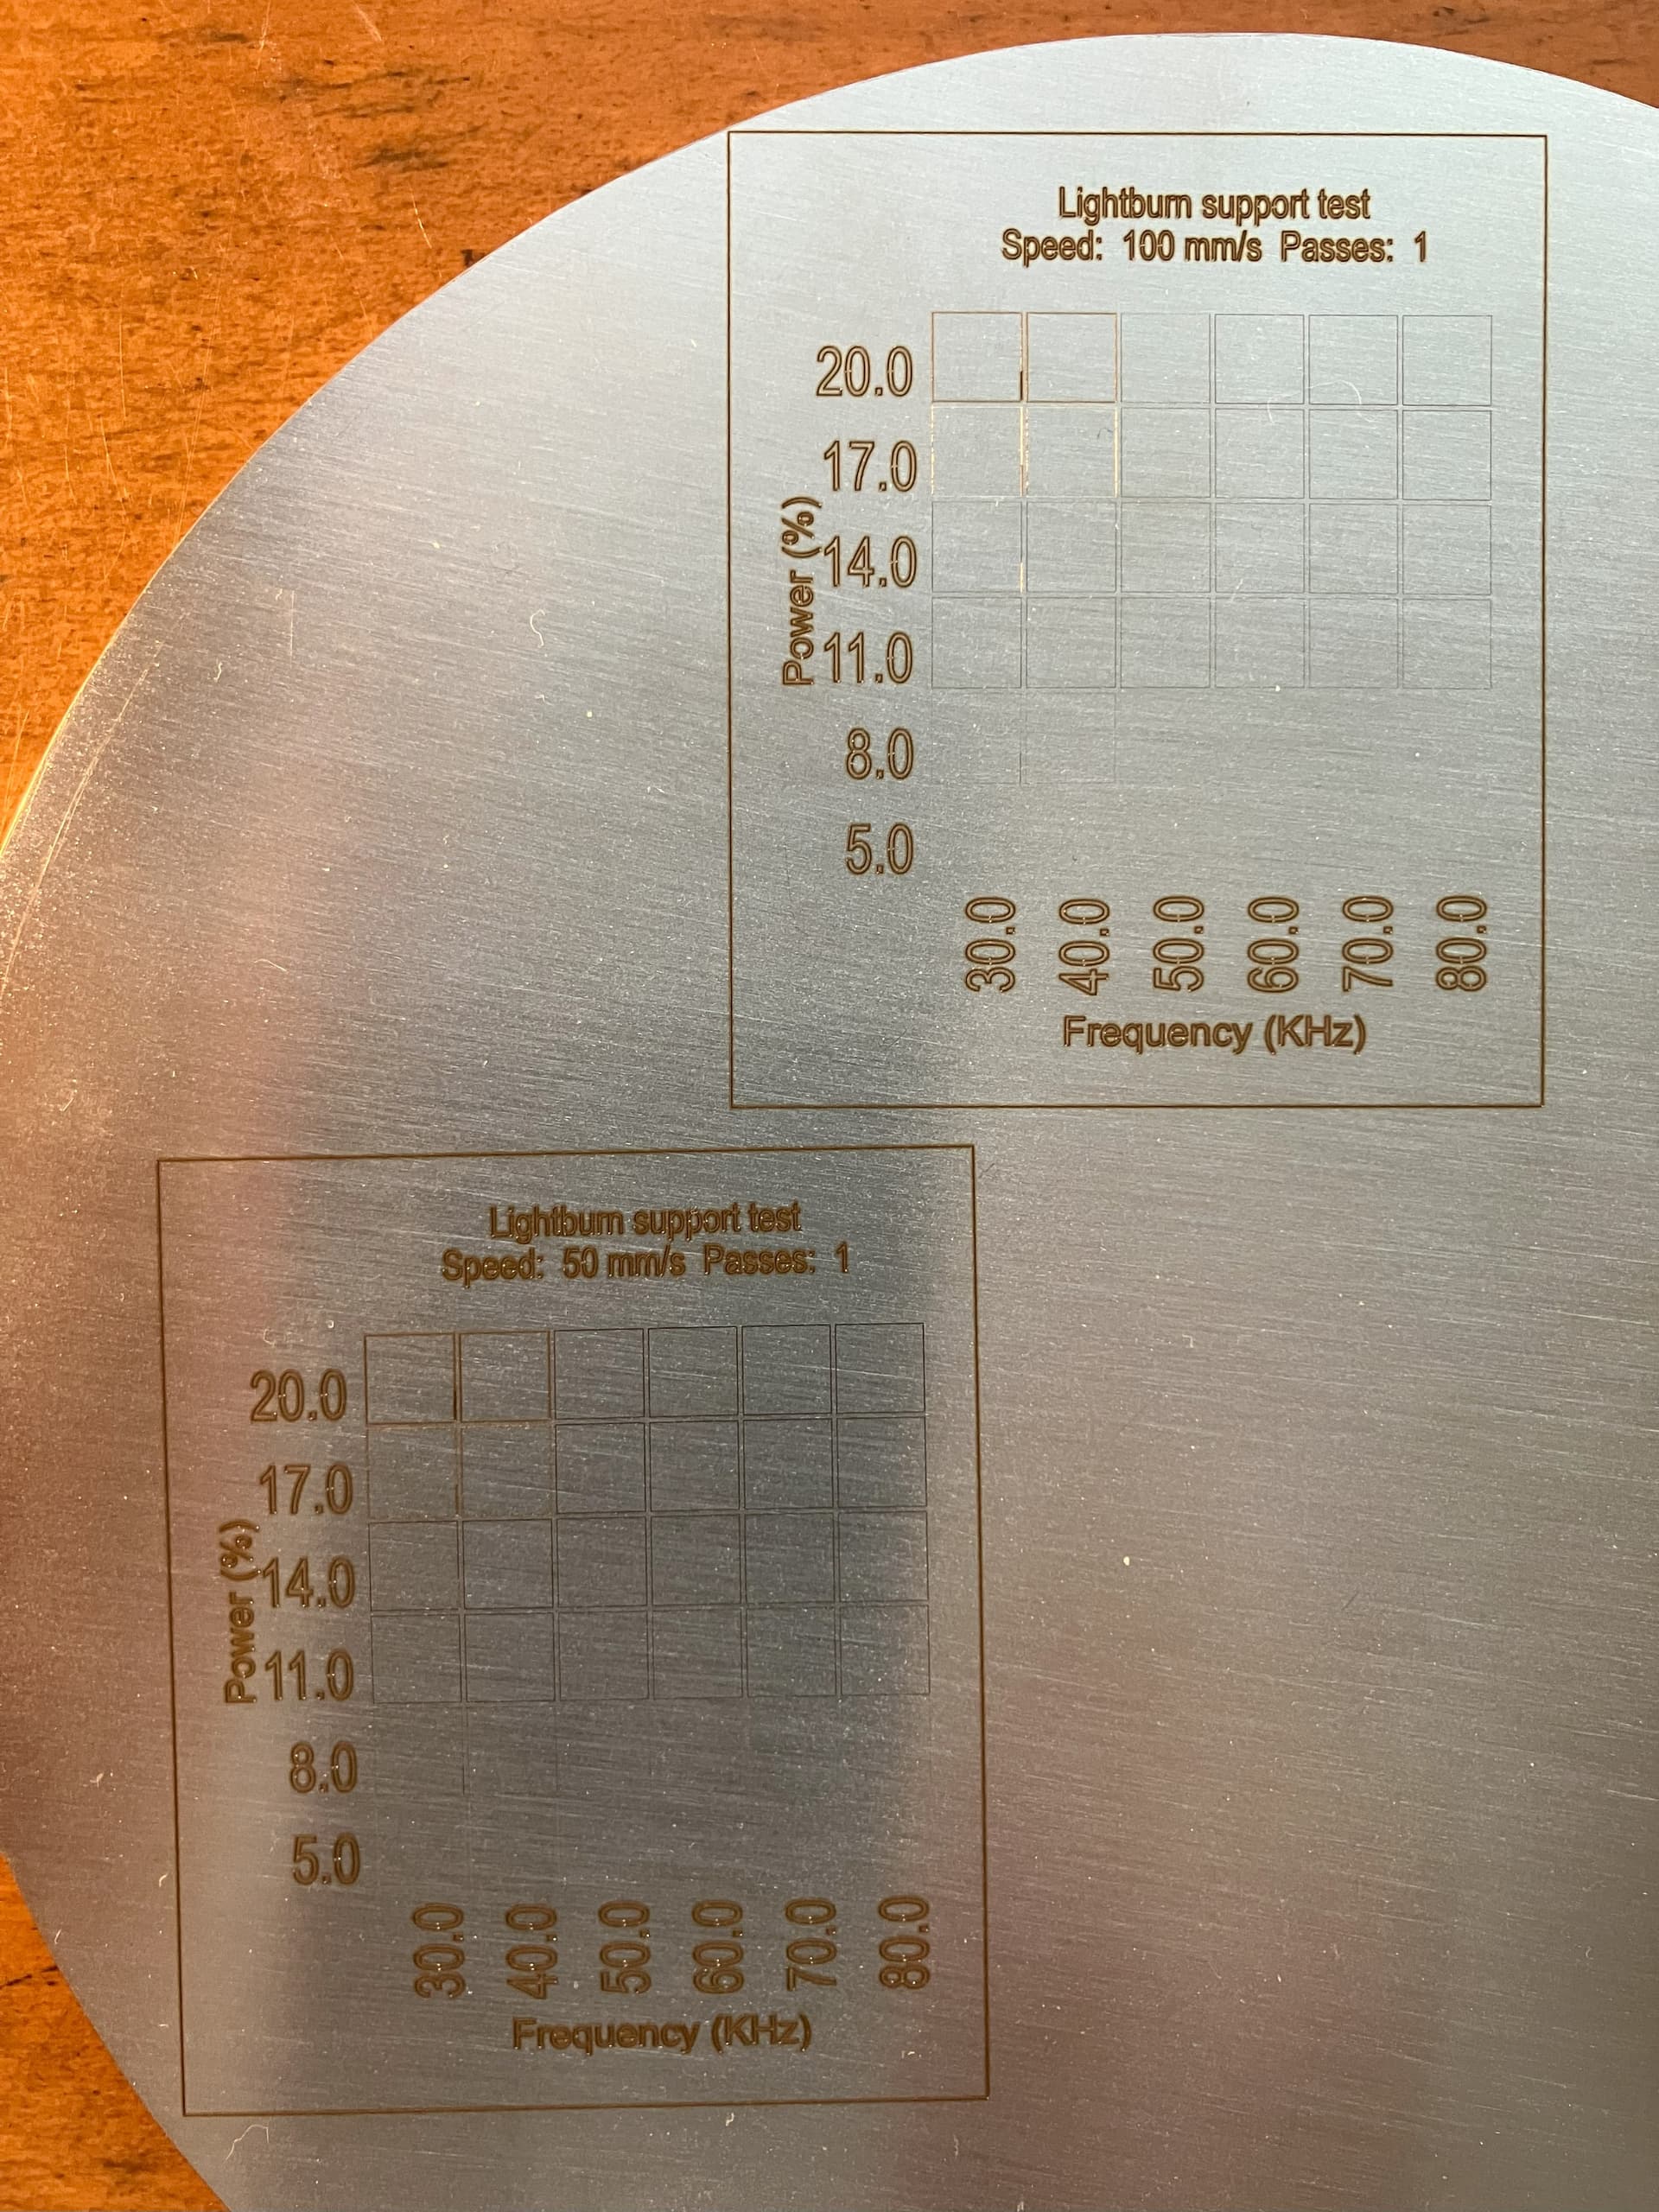 Lightburn support test
Speed: 100 mm/s Passes: 1
20.0
17.0
14.0
11.0
8.0
5.0
Power (%)
30.0 40.0 50.0 60.0 70.0 80.0
Frequency (KHz)
Lightburn support test
Speed: 50 mm/s Passes: 1
20.0
17.0
14.0
11.0
8.0
5.0
Power (%)
30.0 40.0 50.0 60.0 70.0 80.0
Frequency (KHz)